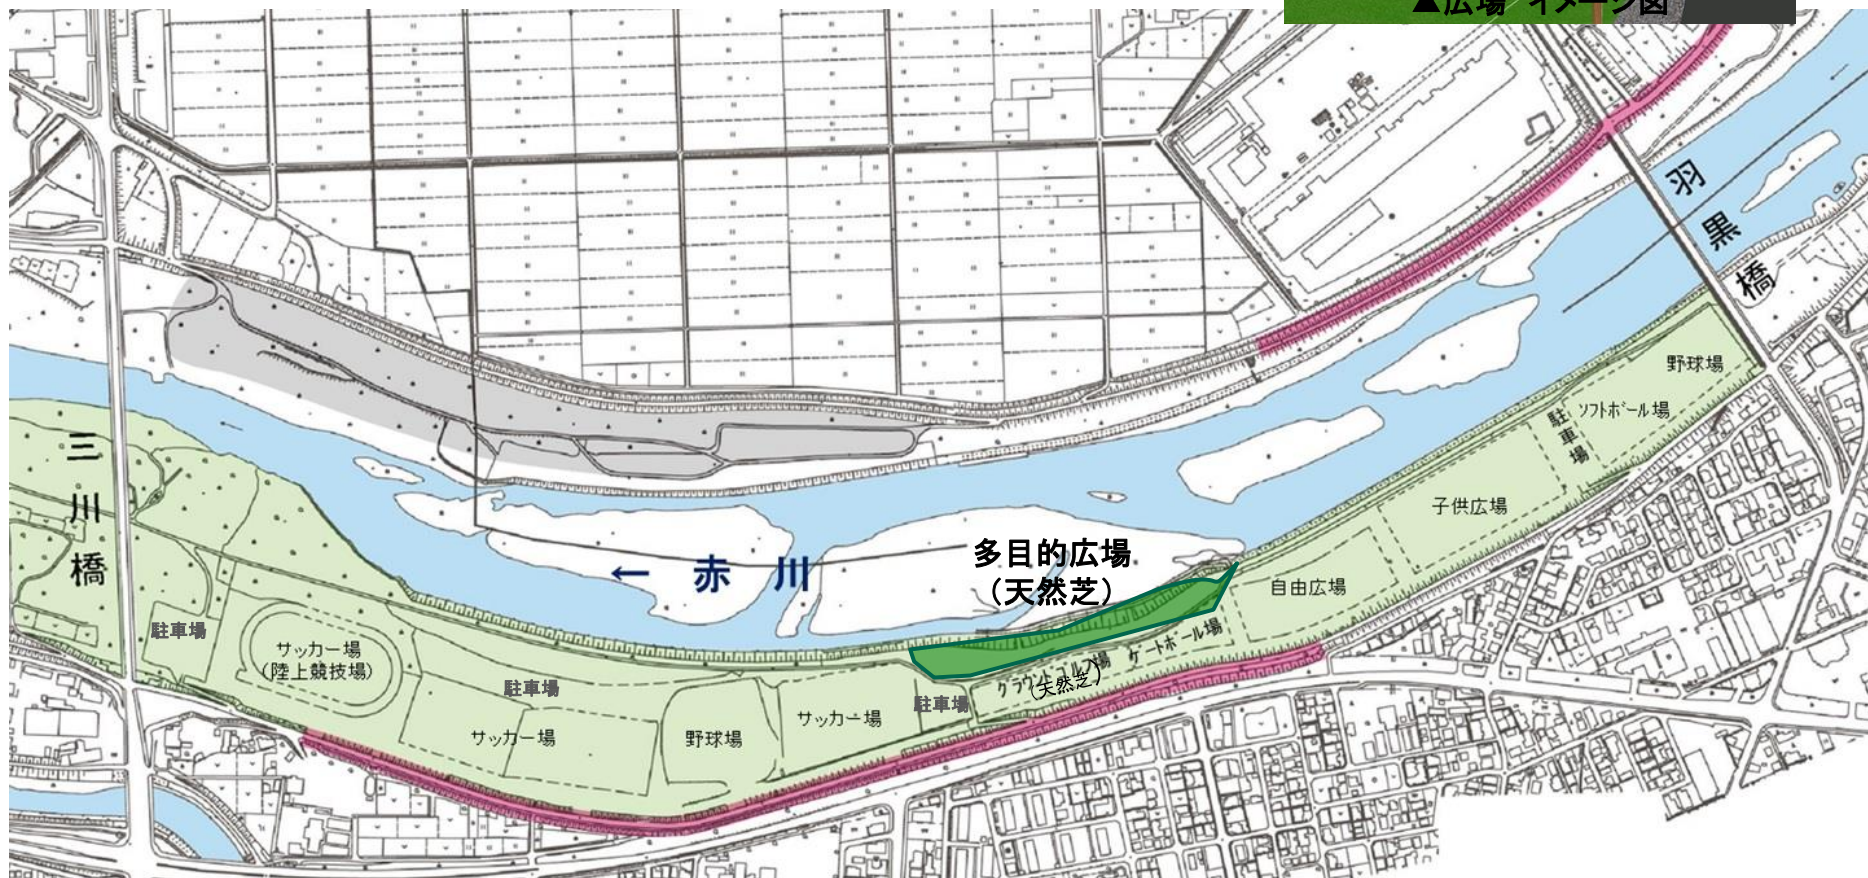 ▲広場 イメージ図
羽黒橋
三川橋
← 赤川
多目的広場
(天然芝)
野球場
ソフトボール場
駐車場
子供広場
自由広場
ゲートボール場
グラウンドゴルフ場
(天然芝)
駐車場
サッカー場
(陸上競技場)
駐車場
サッカー場
野球場
サッカー場
駐車場